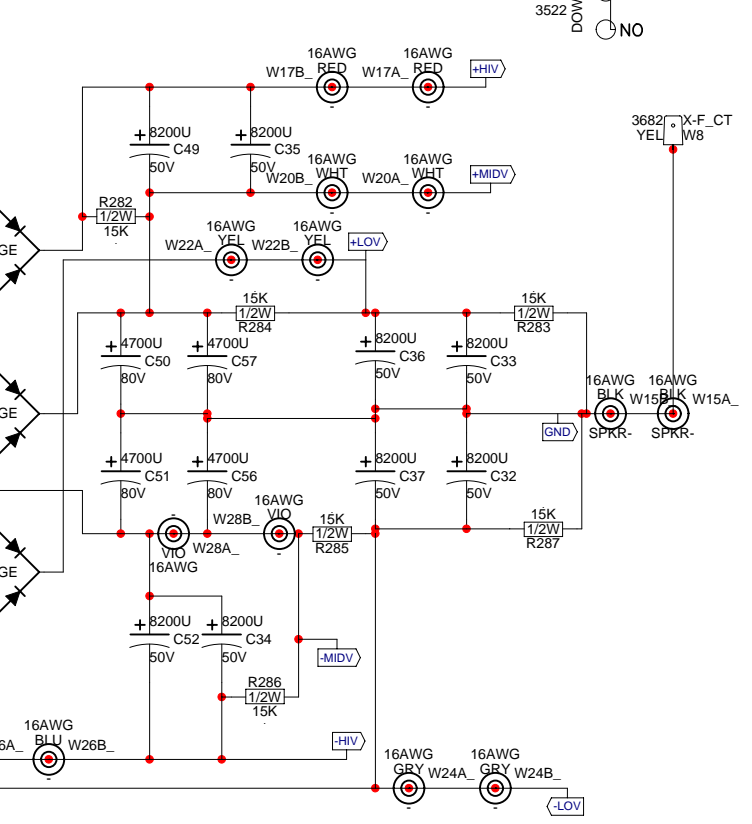 3522
DOW
NO
16AWG
RED
W17B_
16AWG
RED
W17A_
+HIV
3682
YEL
X-F_CT
W8
+8200U
C49
50V
+8200U
C35
50V
16AWG
WHT
W20B_
-
16AWG
WHT
W20A_
-
+MIDV
R282
1/2W
15K
16AWG
YEL
W22A_
-
16AWG
YEL
W22B_
-
+LOV
GE
15K
1/2W
R284
15K
1/2W
R283
+4700U
C50
80V
+4700U
C57
80V
+8200U
C36
50V
+8200U
C33
50V
16AWG
BLK
W15B
SPKR-
16AWG
BLK
W15A_
SPKR-
GE
GND
+4700U
C51
80V
+4700U
C56
80V
+8200U
C37
50V
+8200U
C32
50V
-
VIO
16AWG
W28A_
16AWG
VIO
W28B_
-
15K
1/2W
R285
15K
1/2W
R287
GE
+8200U
C52
50V
+8200U
C34
50V
-MIDV
R286
1/2W
15K
16AWG
BLU
6A_
W26B_
-
-HIV
16AWG
GRY
W24A_
-
16AWG
GRY
W24B_
-
-LOV